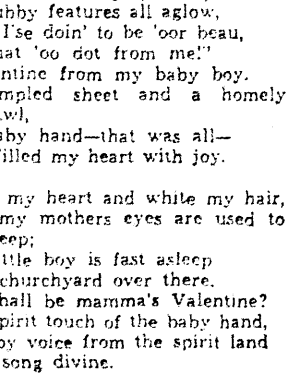 bby features all aglow,
I'se doin' to be 'oor beau,
at 'oo dot from me!"
ntine from my baby boy.
mpled sheet and a homely
wl,
by hand—that was all—
illed my heart with joy.
my heart and white my hair,
my mothers eyes are used to
eep;
ttle boy is fast asleep
churchyard over there.
hall be mamma's Valentine?
pirit touch of the baby hand,
by voice from the spirit land
song divine.